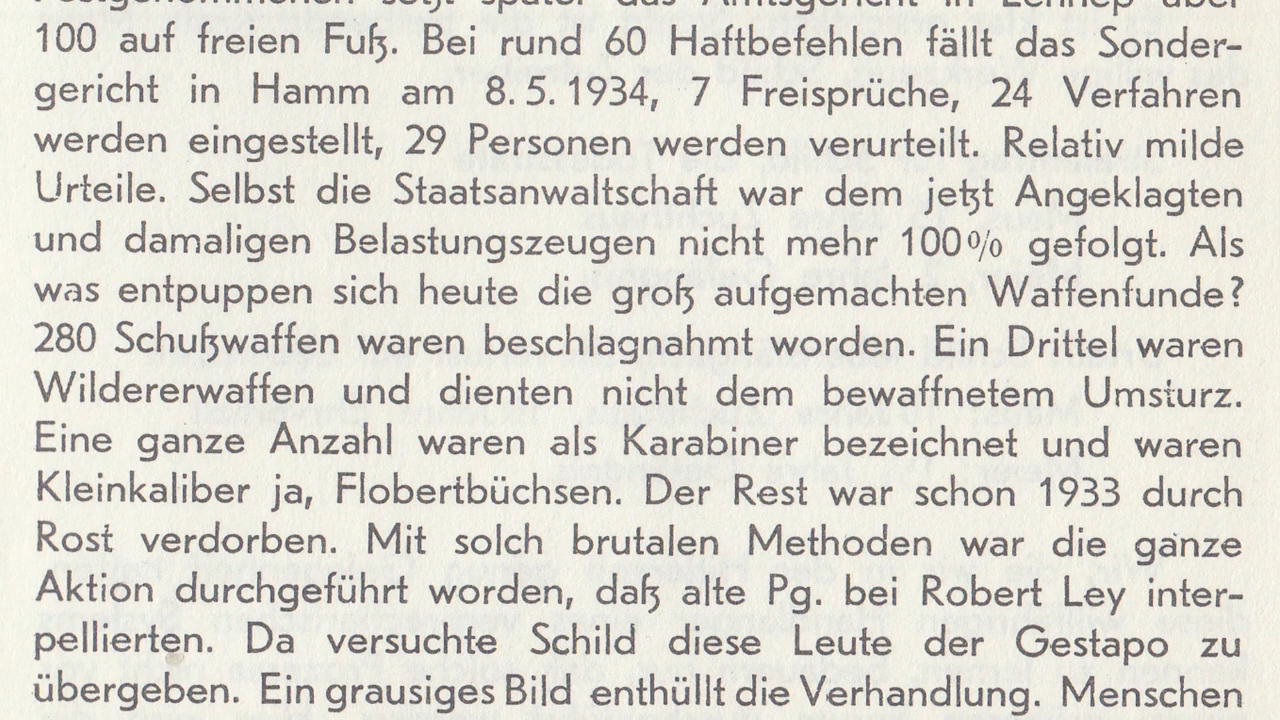 100 auf freien Fuß. Bei rund 60 Haftbefehlen fällt das Sonder-
gericht in Hamm am 8. 5. 1934, 7 Freisprüche, 24 Verfahren
werden eingestellt, 29 Personen werden verurteilt. Relativ milde
Urteile. Selbst die Staatsanwaltschaft war dem jetzt Angeklagten
und damaligen Belastungszeugen nicht mehr 100% gefolgt. Als
was entpuppen sich heute die groß aufgemachten Waffenfunde?
280 Schußwaffen waren beschlagnahmt worden. Ein Drittel waren
Wildererwaffen und dienten nicht dem bewaffnetem Umsturz.
Eine ganze Anzahl waren als Karabiner bezeichnet und waren
Kleinkaliber ja, Flobertbüchsen. Der Rest war schon 1933 durch
Rost verdorben. Mit solch brutalen Methoden war die ganze
Aktion durchgeführt worden, daß alte Pg. bei Robert Ley inter-
pellierten. Da versuchte Schild diese Leute der Gestapo zu
übergeben. Ein grausiges Bild enthüllt die Verhandlung. Menschen